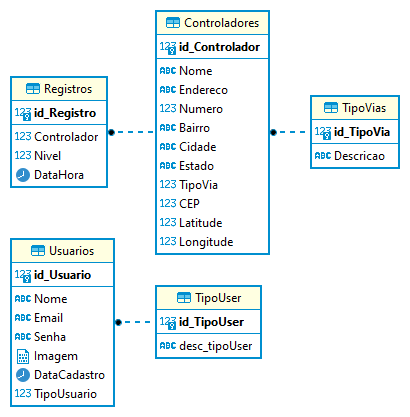 Controladores
123 id_Controlador
ABC Nome
ABC Endereco
123 Numero
ABC Bairro
ABC Cidade
ABC Estado
123 TipoVia
123 CEP
123 Latitude
123 Longitude
Registros
123 id_Registro
123 Controlador
123 Nivel
DataHora
TipoVias
123 id_TipoVia
ABC Descricao
Usuarios
123 id_Usuario
ABC Nome
ABC Email
ABC Senha
Imagem
DataCadastro
123 TipoUsuario
TipoUser
123 id_TipoUser
ABC desc_tipoUser